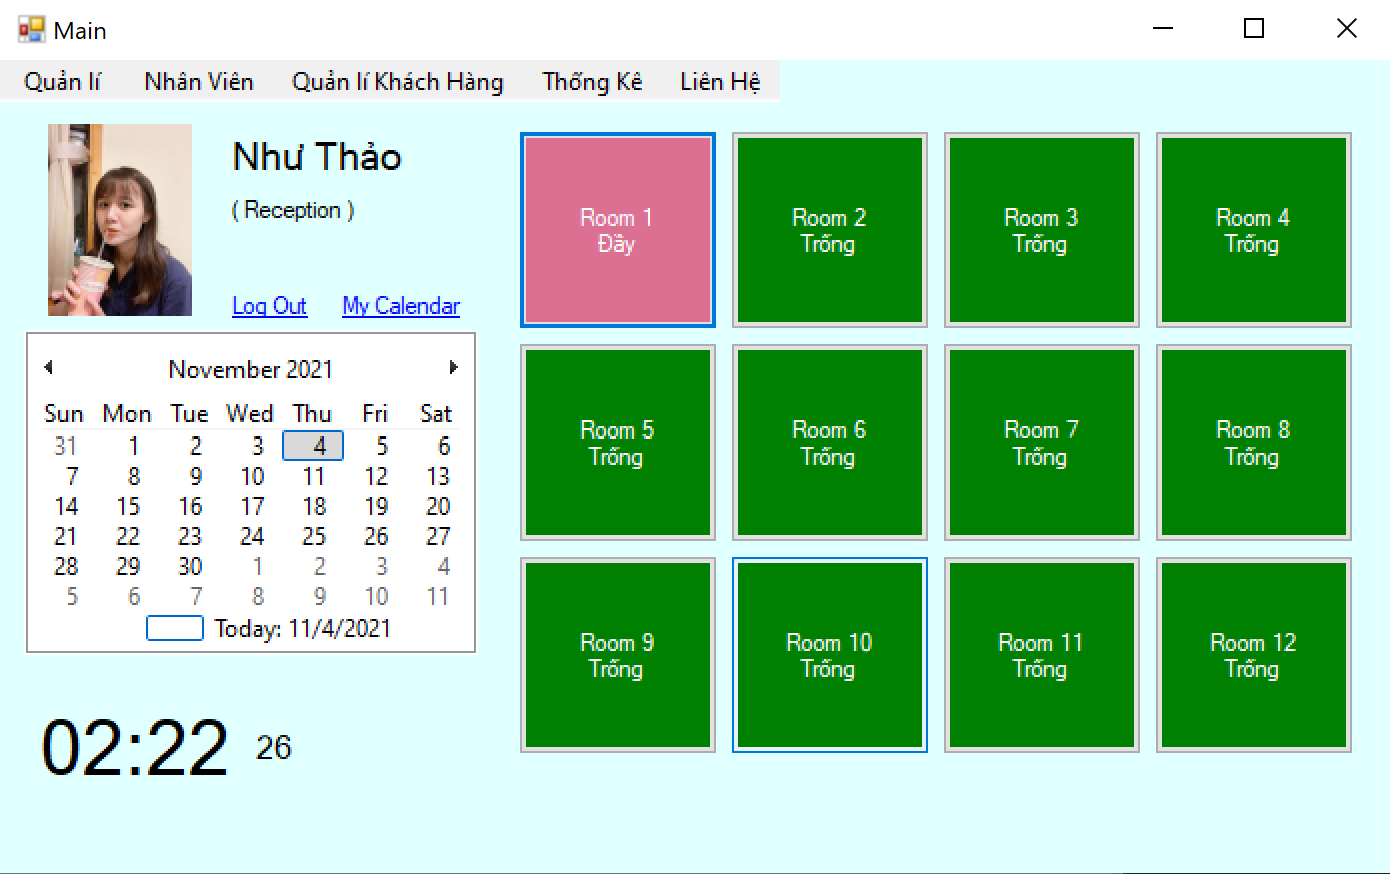 Main
Quản lí Nhân Viên Quản lí Khách Hàng Thống Kê Liên Hệ
Như Thảo
( Reception )
Log Out My Calendar
November 2021
Sun Mon Tue Wed Thu Fri Sat
31 1 2 3 4 5 6
7 8 9 10 11 12 13
14 15 16 17 18 19 20
21 22 23 24 25 26 27
28 29 30 1 2 3 4
5 6 7 8 9 10 11
Today: 11/4/2021
02:22 26
Room 1
Đầy
Room 2
Trống
Room 3
Trống
Room 4
Trống
Room 5
Trống
Room 6
Trống
Room 7
Trống
Room 8
Trống
Room 9
Trống
Room 10
Trống
Room 11
Trống
Room 12
Trống